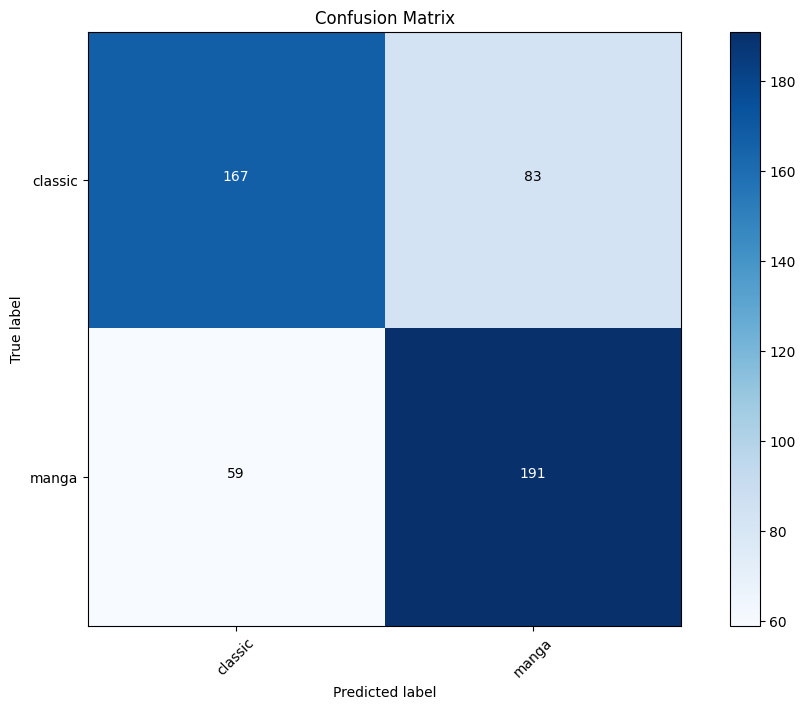 Confusion Matrix
True label
classic
167
83
manga
59
191
classic
manga
Predicted label
180
160
140
120
100
80
60